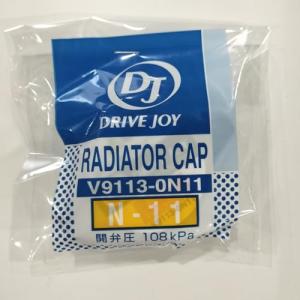 DJ
DRIVE JOY
RADIATOR CAP
V9113-0N11
N-11
開弁圧 108kPa